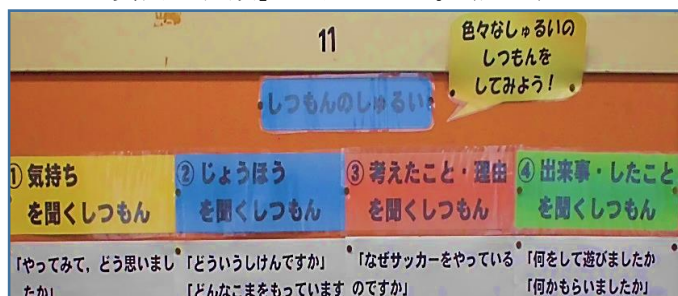 11
色々なしゅるいの
しつもんを
してみよう!
しつもんのしゅるい
① 気持ち
を聞くしつもん
② じょうほう
を聞くしつもん
③ 考えたこと・理由
を聞くしつもん
④ 出来事・したこと
を聞くしつもん
「やってみて,どう思いまし
たか」
「どういうしけんですか」
「どんなこまをもっています
「なぜサッカーをやっている
のですか」
「何をして遊びましたか
「何かもらいましたか」